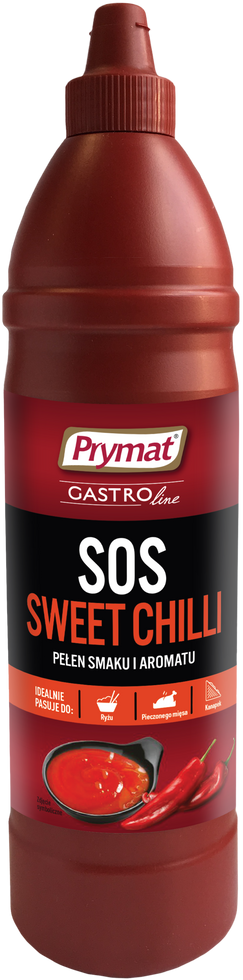 Prymat®
GASTRO line
SOS
SWEET CHILLI
PEŁEN SMAKU I AROMATU
IDEALNIE
PASUJE DO:
Ryżu
Pieczonego mięsa
Kanapek